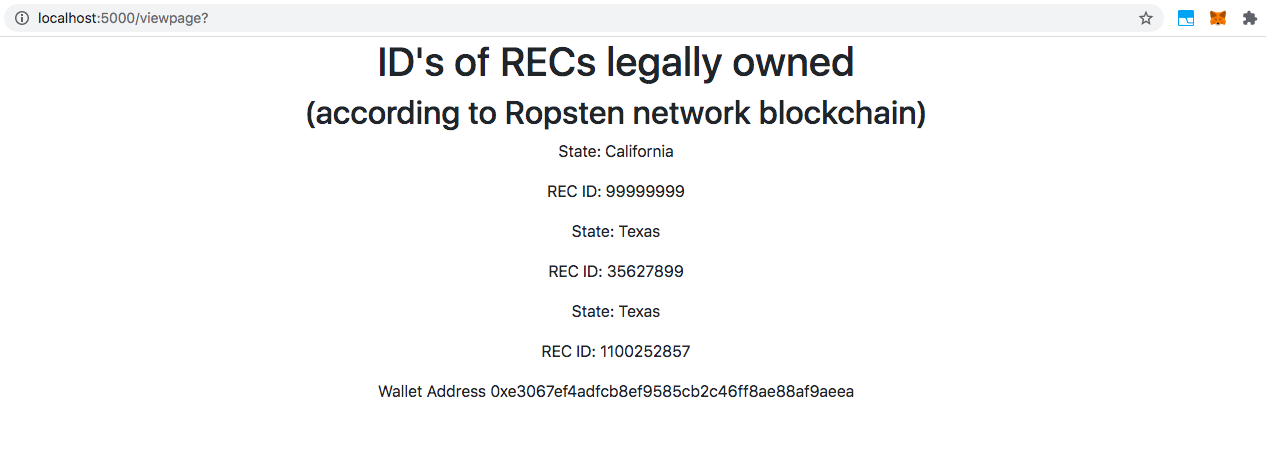 localhost:5000/viewpage?
ID's of RECs legally owned
(according to Ropsten network blockchain)
State: California
REC ID: 99999999
State: Texas
REC ID: 35627899
State: Texas
REC ID: 1100252857
Wallet Address 0xe3067ef4adfcb8ef9585cb2c46ff8ae88af9aeea